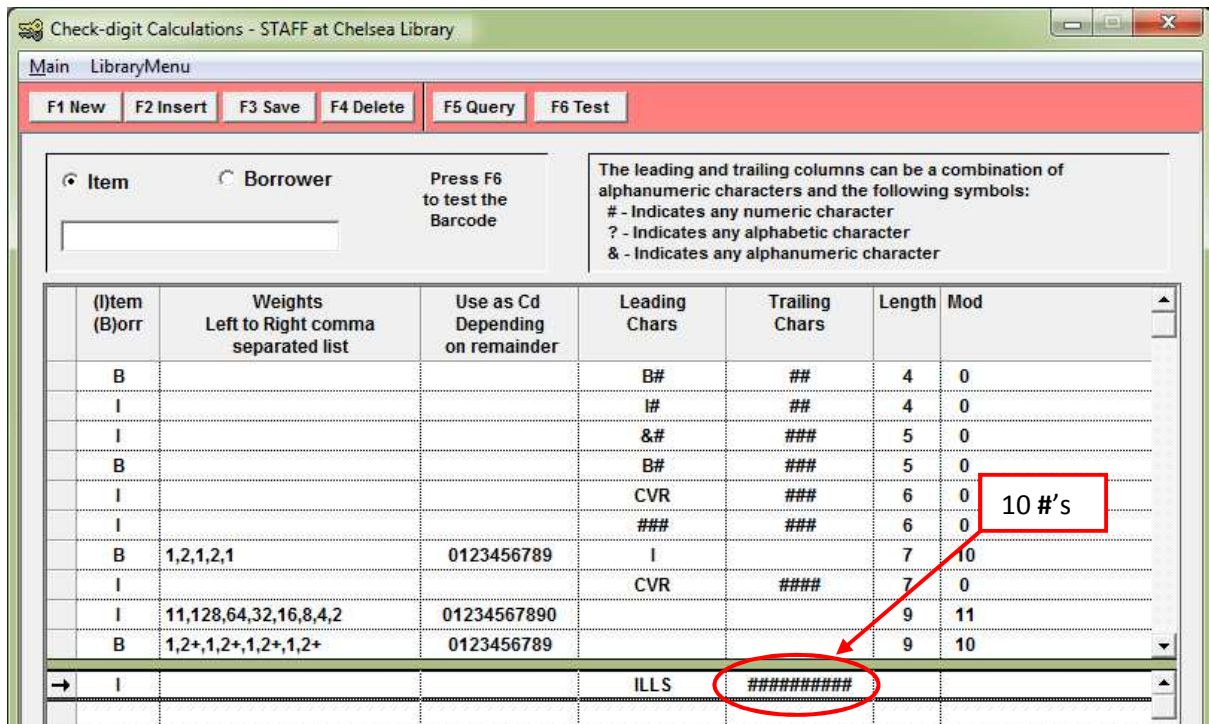 Check-digit Calculations - STAFF at Chelsea Library
Main LibraryMenu
F1 New F2 Insert F3 Save F4 Delete F5 Query F6 Test
Item Borrower
Press F6
to test the
Barcode
The leading and trailing columns can be a combination of
alphanumeric characters and the following symbols:
# - Indicates any numeric character
? - Indicates any alphabetic character
& - Indicates any alphanumeric character
(I)tem
(B)orr
Weights
Left to Right comma
separated list
Use as Cd
Depending
on remainder
Leading
Chars
Trailing
Chars
Length
Mod
B B# ## 4 0
I I# ## 4 0
I &# ### 5 0
B B# ### 5 0
I CVR ### 6 0
10 #'s
I ### ### 6 0
B 1,2,1,2,1 0123456789 I 7 10
I CVR #### 7 0
I 11,128,64,32,16,8,4,2 01234567890 9 11
B 1,2+,1,2+,1,2+,1,2+ 0123456789 9 10
I ILLS ##########